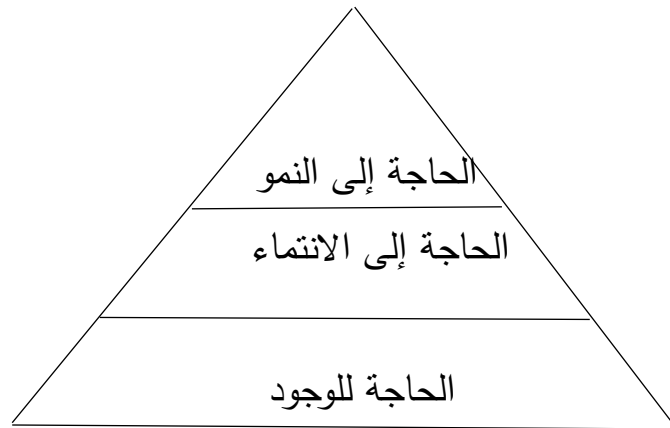 الحاجة إلى النمو
الحاجة إلى الانتماء
الحاجة للوجود